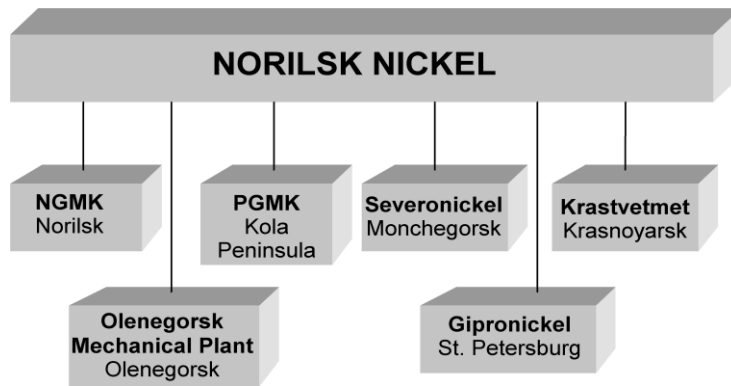 NORILSK NICKEL
NGMK
Norilsk
PGMK
Kola
Peninsula
Severonickel
Monchegorsk
Krastvetmet
Krasnoyarsk
Olenegorsk
Mechanical Plant
Olenegorsk
Gipronickel
St. Petersburg